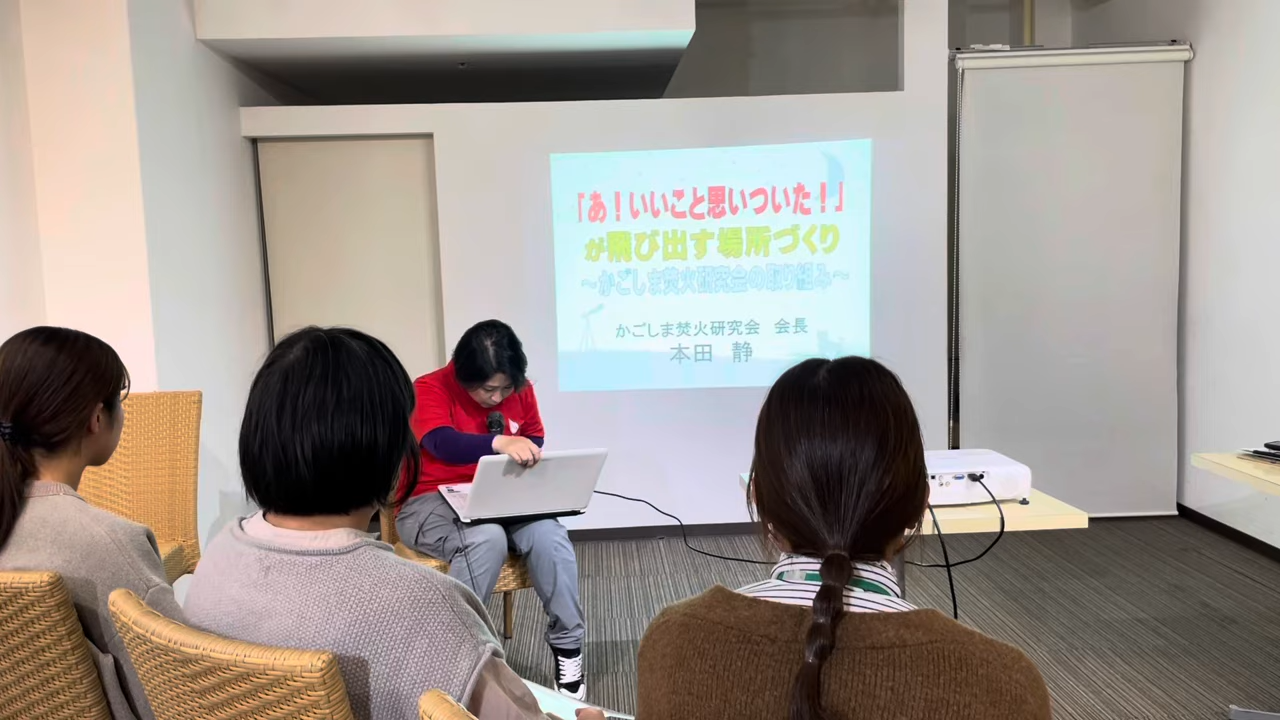 「あ！いいこと思いついた！」
が飛び出す場所づくり
～かごしま焚火研究会の取り組み～
かごしま焚火研究会　会長
本田　静